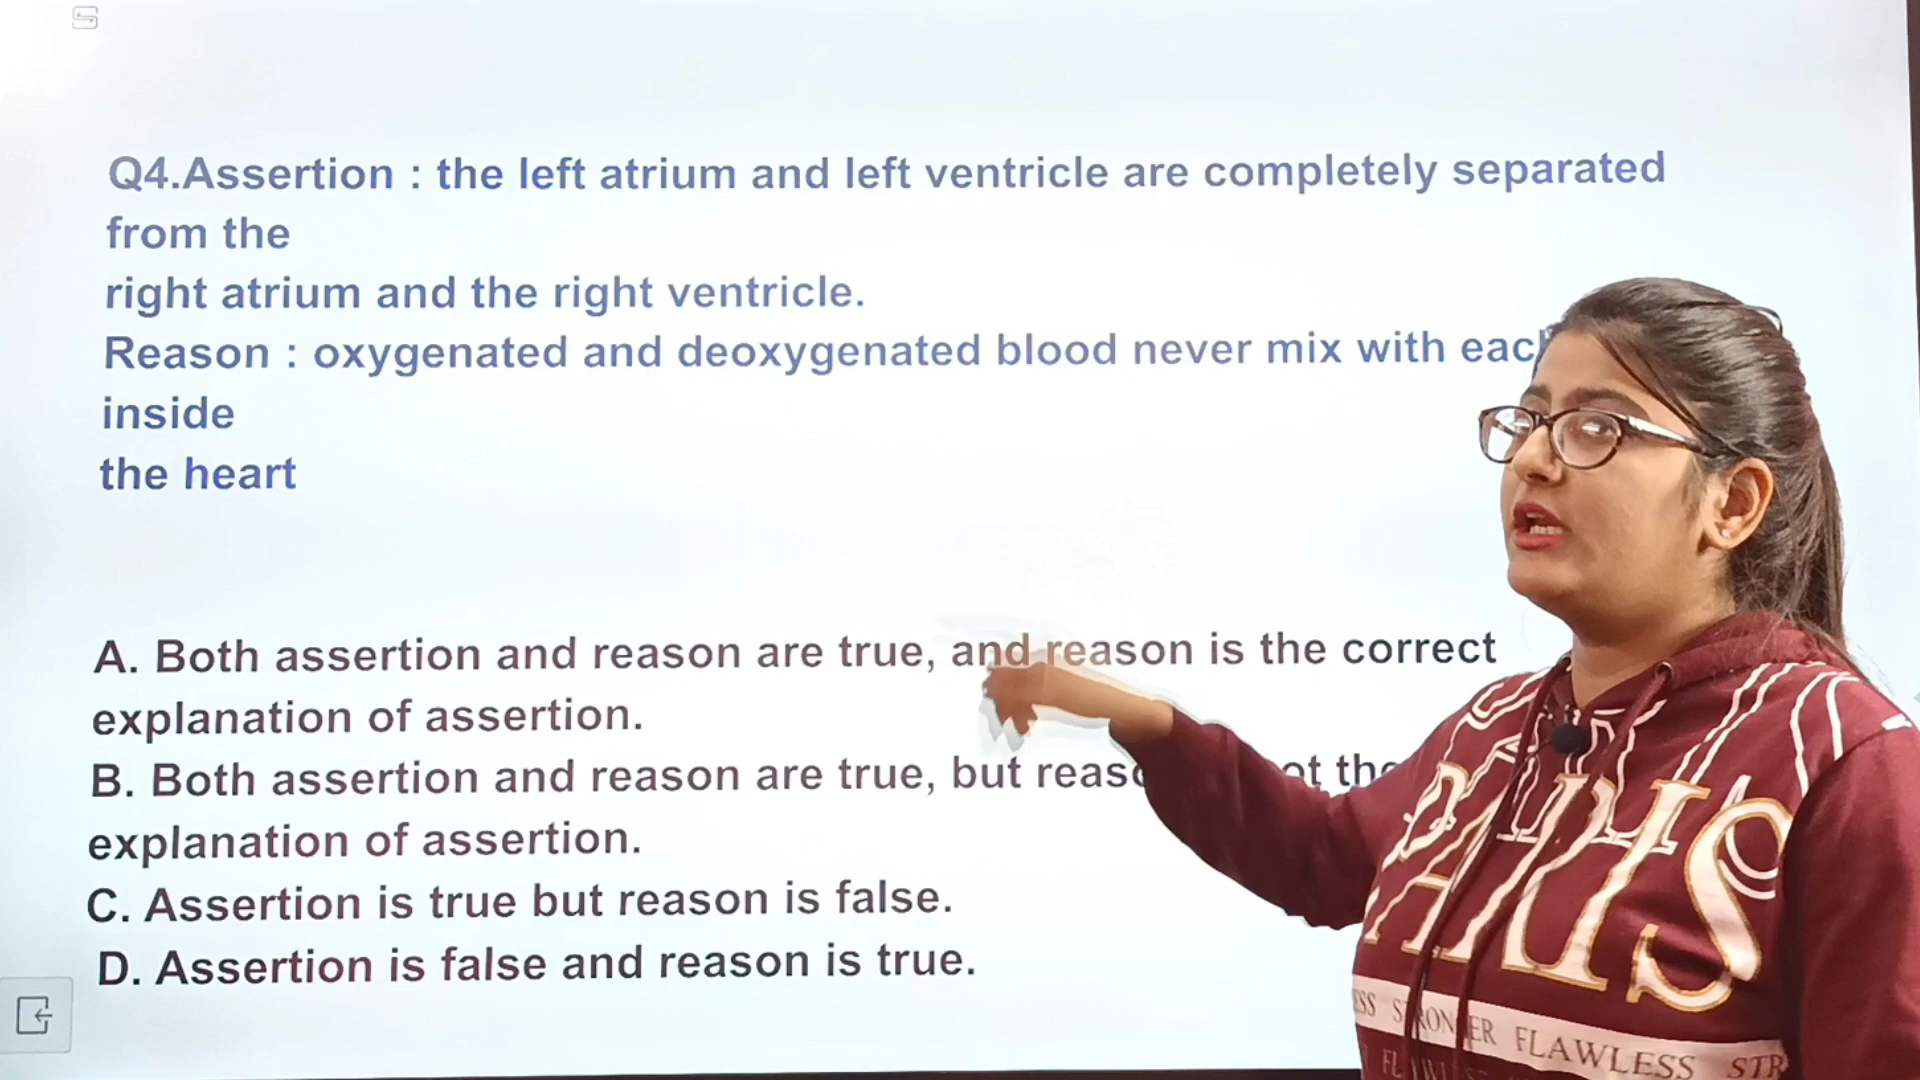 Q4.Assertion : the left atrium and left ventricle are completely separated
from the
right atrium and the right ventricle.
Reason : oxygenated and deoxygenated blood never mix with
inside
the heart
A. Both assertion and reason are true, and reason is the correct
explanation of assertion.
B. Both assertion and reason are true, but
explanation of assertion.
C. Assertion is true but reason is false.
D. Assertion is false and reason is true.
PARIS
FLAWLESS